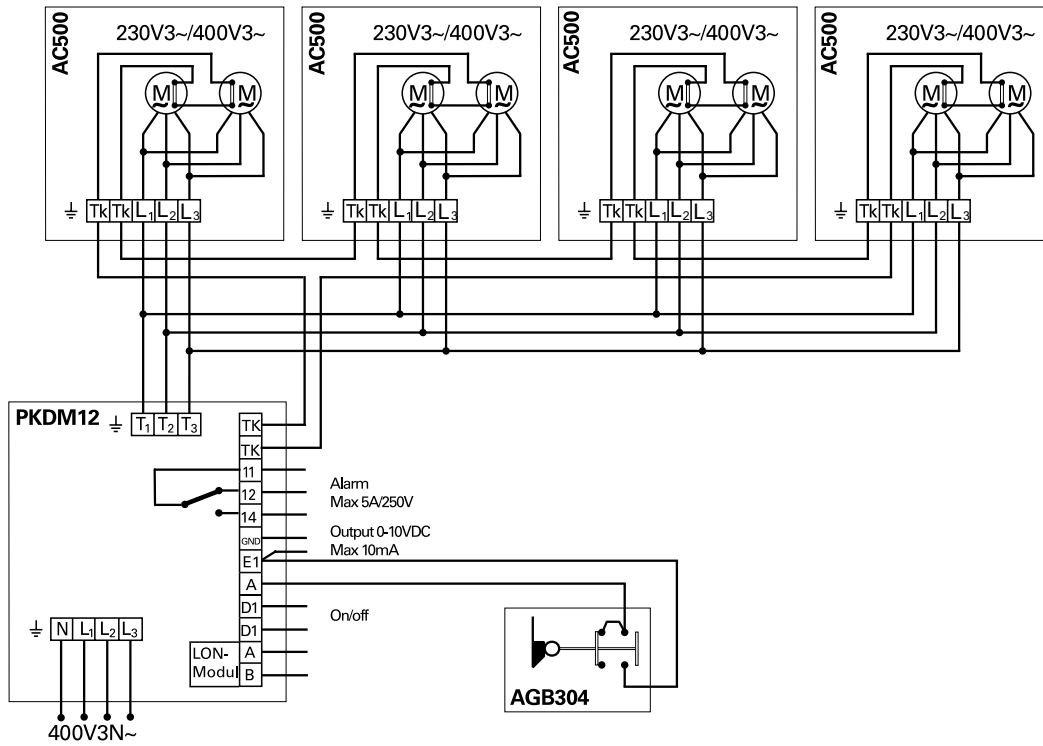 AC500
230V3~/400V3~
M
~
M
~
Tk Tk L1 L2 L3
AC500
230V3~/400V3~
M
~
M
~
Tk Tk L1 L2 L3
AC500
230V3~/400V3~
M
~
M
~
Tk Tk L1 L2 L3
AC500
230V3~/400V3~
M
~
M
~
Tk Tk L1 L2 L3
PKDM12
T1 T2 T3
TK
TK
11
12
14
GND
E1
A
D1
D1
A
B
Alarm
Max 5A/250V
Output 0-10VDC
Max 10mA
On/off
LON-
Modul
N L1 L2 L3
400V3N~
AGB304